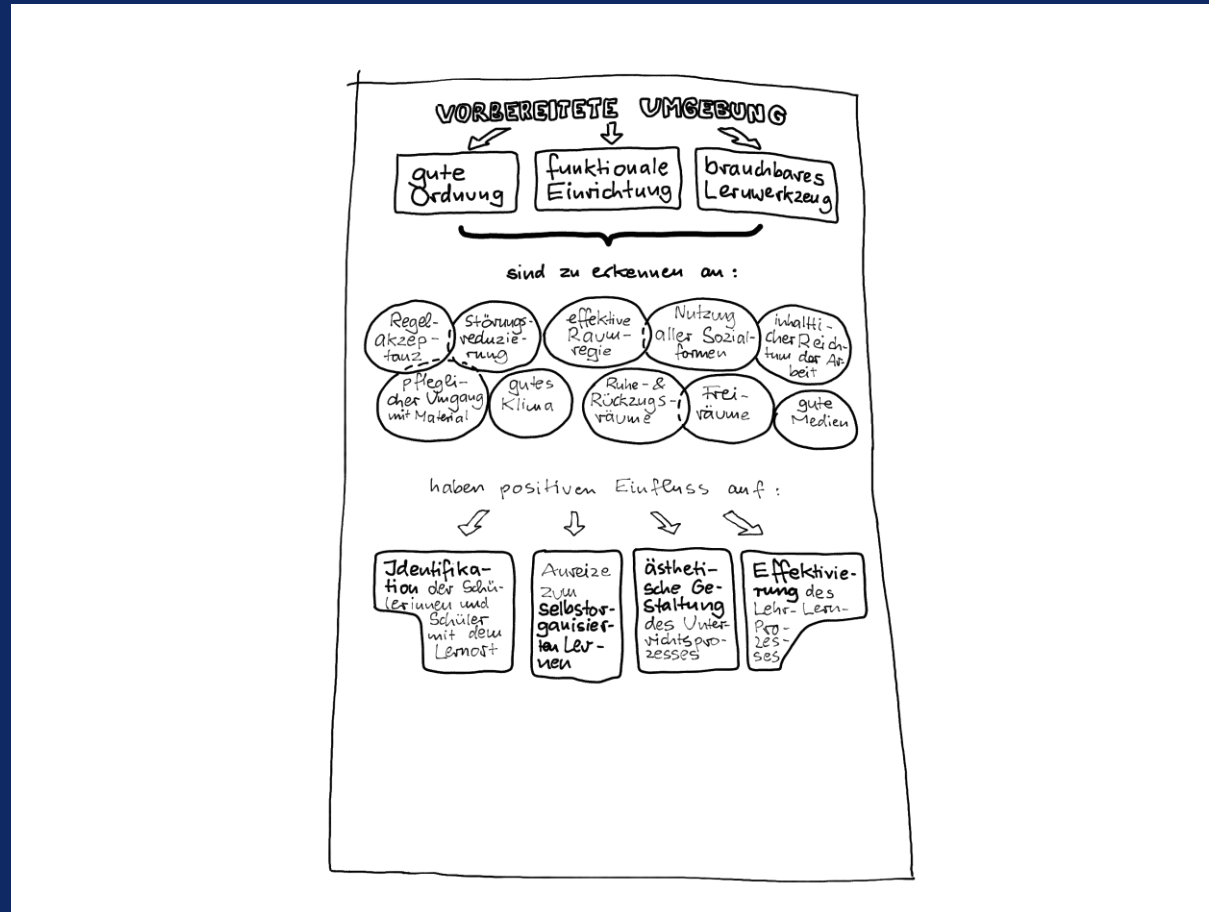 VORBEREITETE UMGEBUNG
gute
Ordnung
funktionale
Einrichtung
brauchbares
Lernwerkzeug
sind zu erkennen an:
Regel-
akzep-
tanz
Störungs-
reduzie-
rung
effektive
Raum-
regie
Nutzung
aller Sozial-
formen
inhaltli-
cher Reich-
tum der Ar-
beit
pflegli-
cher Umgang
mit Material
gutes
Klima
Ruhe- &
Rückzugs-
räume
Frei-
räume
gute
Medien
haben positiven Einfluss auf:
Identifika-
tion der Schü-
lerinnen und
Schüler
mit dem
Lernort
Anreize
zum
selbstor-
ganisier-
ten Ler-
nen
ästheti-
sche Ge-
staltung
des Unter-
richtspro-
zesses
Effektivie-
rung des
Lehr-Lern-
Pro-
zes-
ses